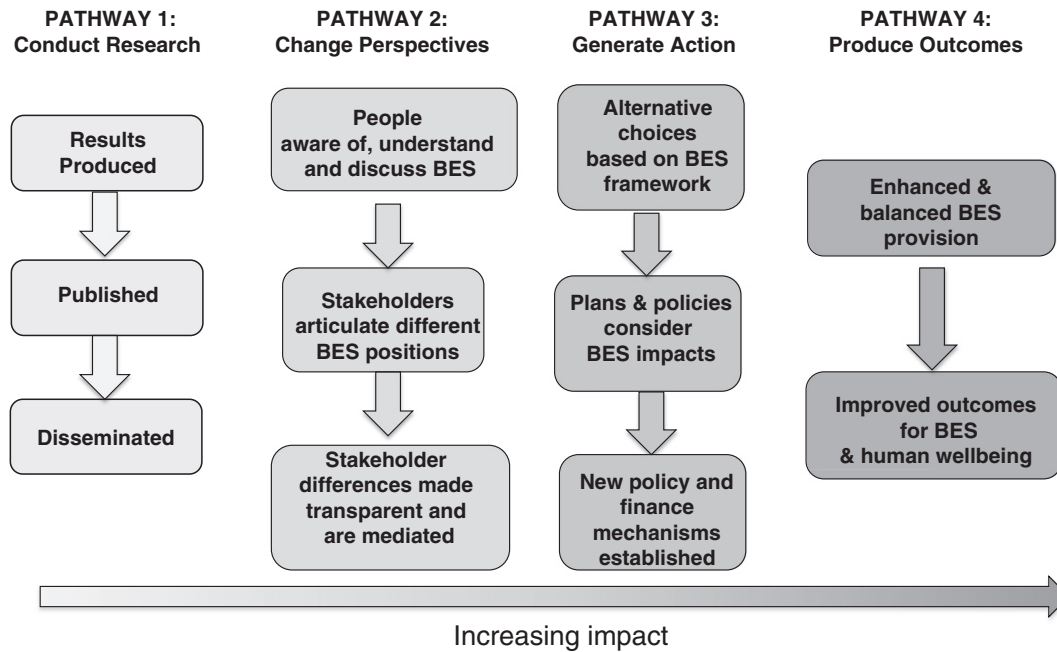 PATHWAY 1:
Conduct Research
Results
Produced
Published
Disseminated
PATHWAY 2:
Change Perspectives
People
aware of, understand
and discuss BES
Stakeholders
articulate different
BES positions
Stakeholder
differences made
transparent and
are mediated
PATHWAY 3:
Generate Action
Alternative
choices
based on BES
framework
Plans & policies
consider
BES impacts
New policy and
finance
mechanisms
established
PATHWAY 4:
Produce Outcomes
Enhanced &
balanced BES
provision
Improved outcomes
for BES
& human wellbeing
Increasing impact